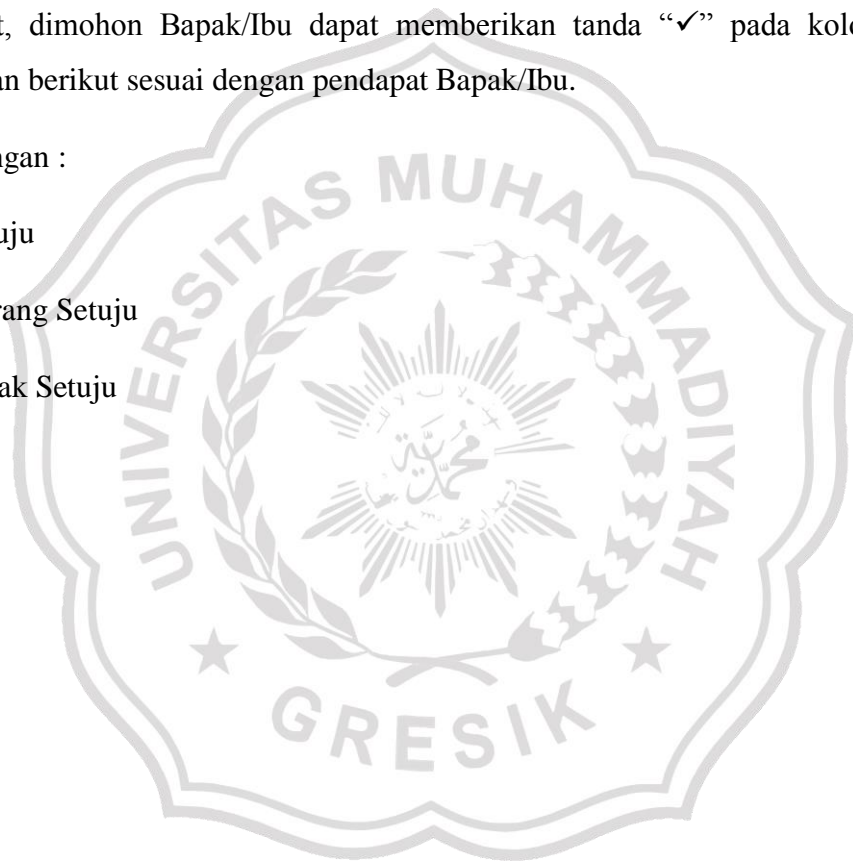 t, dimohon Bapak/Ibu dapat memberikan tanda “✓” pada kolo
an berikut sesuai dengan pendapat Bapak/Ibu.
ngan :
uju
rang Setuju
ak Setuju
UNIVERSITAS MUHAMMADIYAH
GRESIK